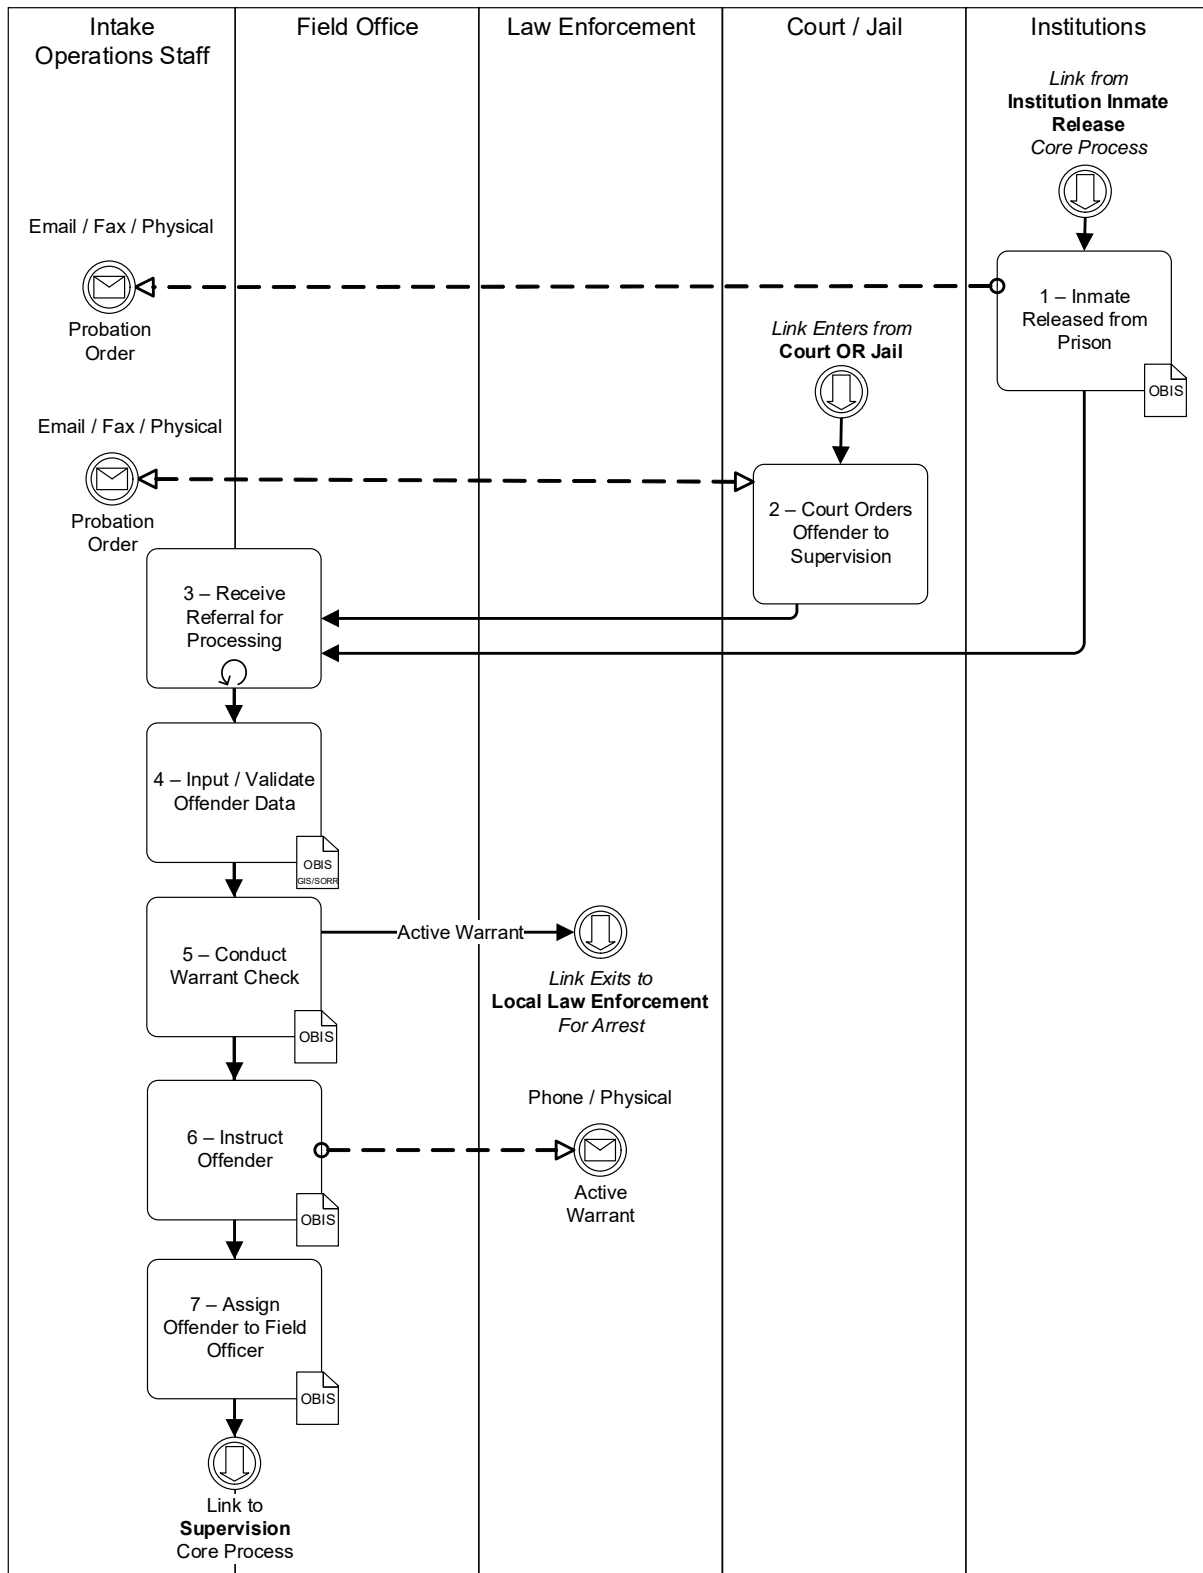 Intake
Operations Staff
Field Office
Law Enforcement
Court / Jail
Institutions
Link from
Institution Inmate
Release
Core Process
Email / Fax / Physical
Probation
Order
1 – Inmate
Released from
Prison
OBIS
Link Enters from
Court OR Jail
Email / Fax / Physical
Probation
Order
2 – Court Orders
Offender to
Supervision
3 – Receive
Referral for
Processing
4 – Input / Validate
Offender Data
OBIS
GIS/SORR
5 – Conduct
Warrant Check
OBIS
Active Warrant
Link Exits to
Local Law Enforcement
For Arrest
Phone / Physical
6 – Instruct
Offender
OBIS
Active
Warrant
7 – Assign
Offender to Field
Officer
OBIS
Link to
Supervision
Core Process